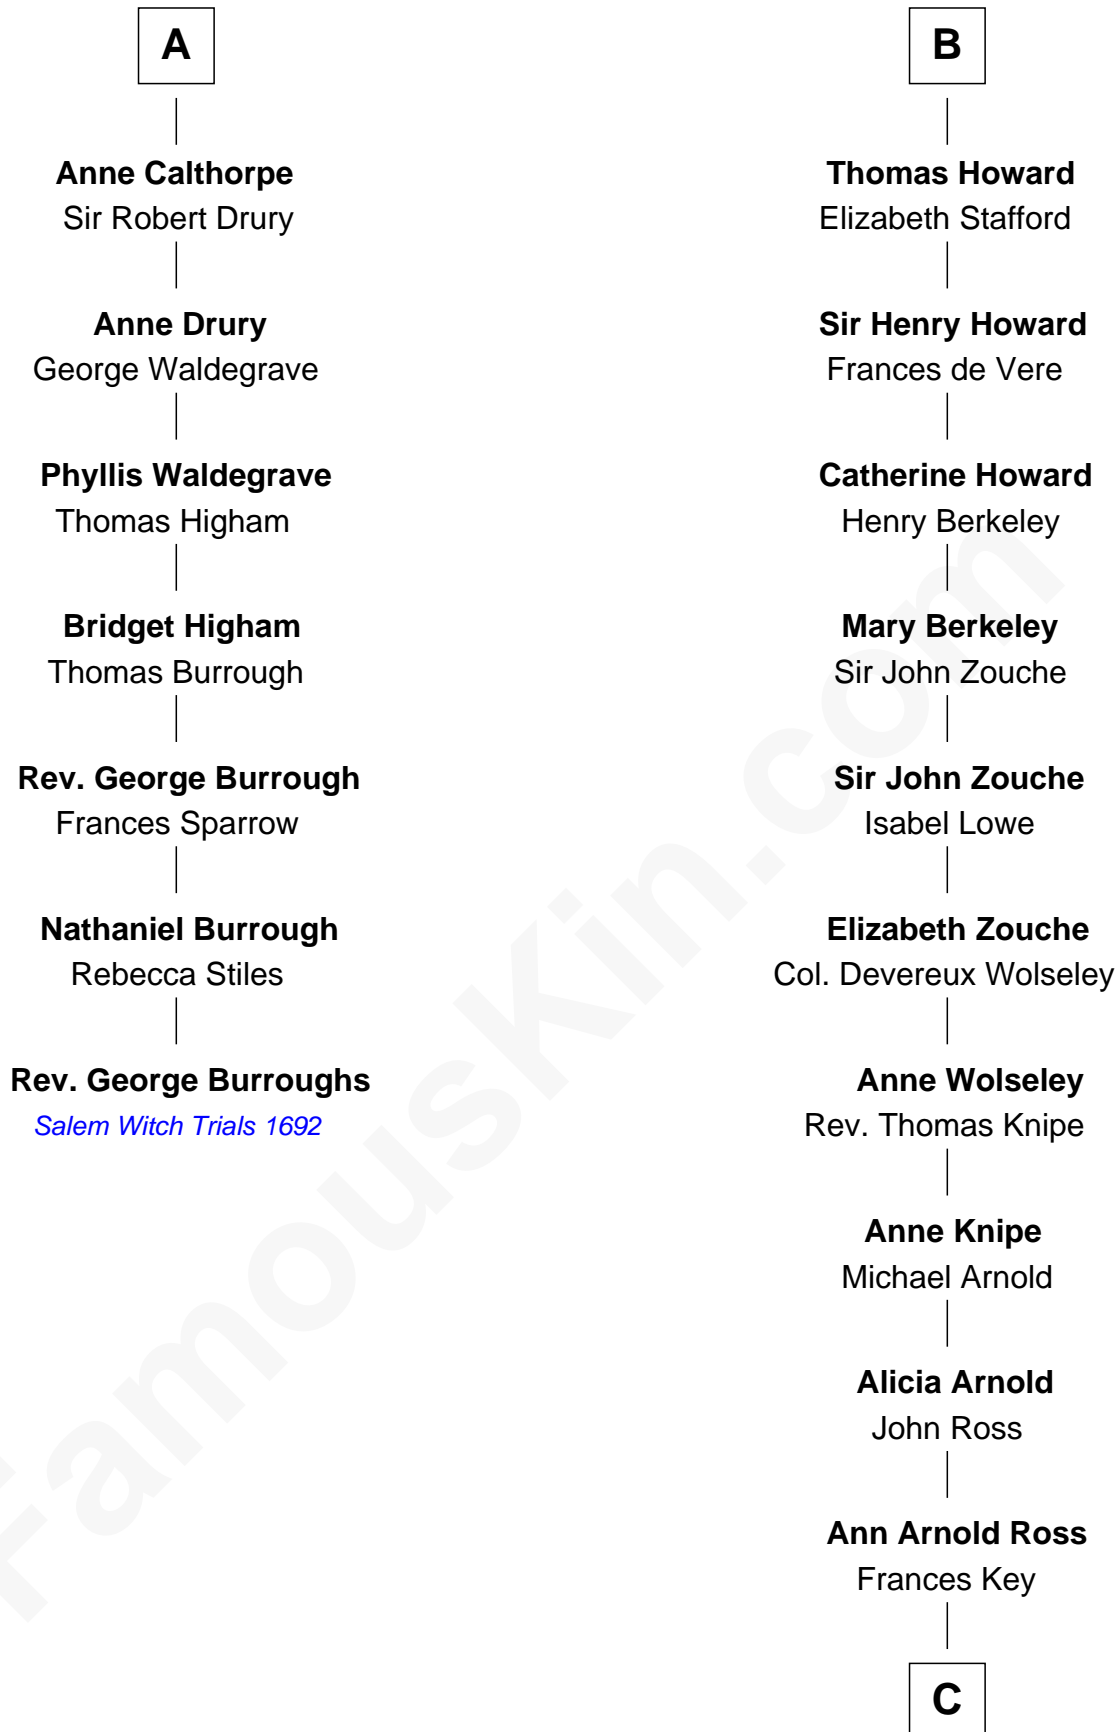 A
Anne Calthorpe
Sir Robert Drury
Anne Drury
George Waldegrave
Phyllis Waldegrave
Thomas Higham
Bridget Higham
Thomas Burrough
Rev. George Burrough
Frances Sparrow
Nathaniel Burrough
Rebecca Stiles
Rev. George Burroughs
Salem Witch Trials 1692
B
Thomas Howard
Elizabeth Stafford
Sir Henry Howard
Frances de Vere
Catherine Howard
Henry Berkeley
Mary Berkeley
Sir John Zouche
Sir John Zouche
Isabel Lowe
Elizabeth Zouche
Col. Devereux Wolseley
Anne Wolseley
Rev. Thomas Knipe
Anne Knipe
Michael Arnold
Alicia Arnold
John Ross
Ann Arnold Ross
Frances Key
C
FamousKin.com